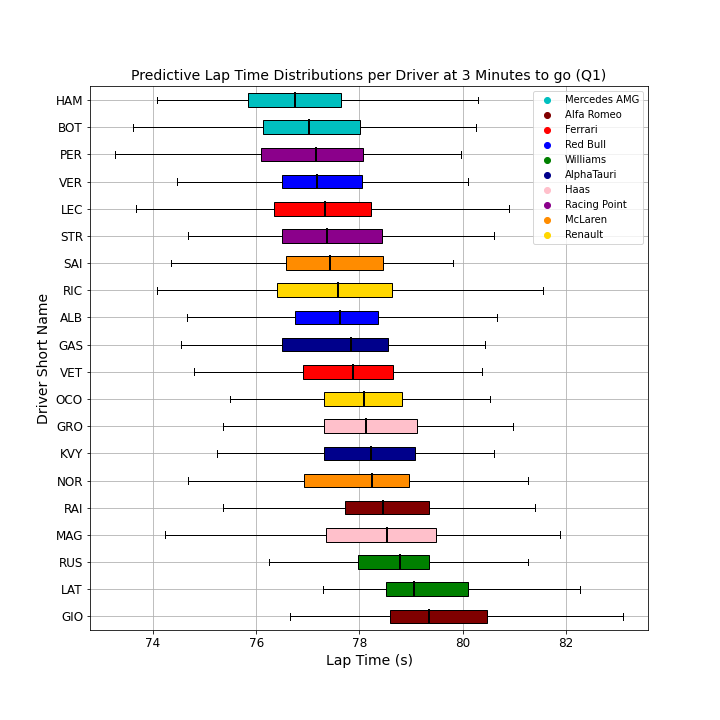 Predictive Lap Time Distributions per Driver at 3 Minutes to go (Q1)
HAM
BOT
PER
VER
LEC
STR
SAI
RIC
ALB
GAS
VET
OCO
GRO
KVY
NOR
RAI
MAG
RUS
LAT
GIO
Driver Short Name
Mercedes AMG
Alfa Romeo
Ferrari
Red Bull
Williams
AlphaTauri
Haas
Racing Point
McLaren
Renault
74 76 78 80 82
Lap Time (s)